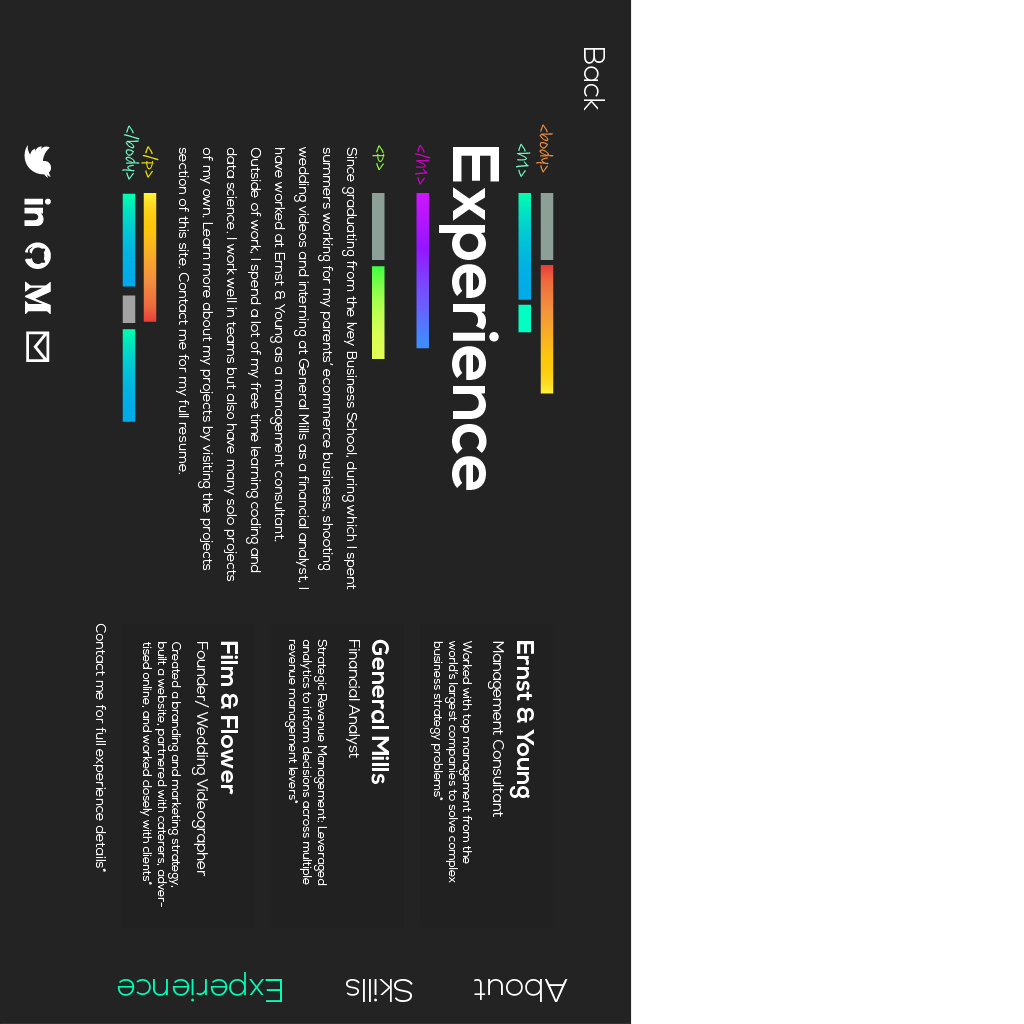 Back
<body>
<h1>
Experience
</h1>
<p>
Since graduating from the Ivey Business School, during which I spent
summers working for my parents' ecommerce business, shooting
wedding videos and interning at General Mills as a financial analyst, I
have worked at Ernst & Young as a management consultant.
Outside of work, I spend a lot of my free time learning coding and
data science. I work well in teams but also have many solo projects
of my own. Learn more about my projects by visiting the projects
section of this site. Contact me for my full resume.
</p>
</body>
in
M
Ernst & Young
Management Consultant
Worked with top management from the
world's largest companies to solve complex
business strategy problems*
General Mills
Financial Analyst
Strategic Revenue Management: Leveraged
analytics to inform decisions across multiple
revenue management levers*
Film & Flower
Founder/ Wedding Videographer
Created a branding and marketing strategy,
built a website, partnered with caterers, adver-
tised online, and worked closely with clients*
Contact me for full experience details*
About
Skills
Experience